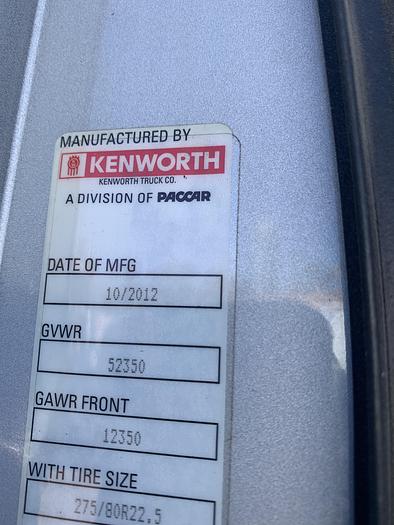 MANUFACTURED BY
KENWORTH
KENWORTH TRUCK CO.
A DIVISION OF PACCAR
DATE OF MFG
10/2012
GVWR
52350
GAWR FRONT
12350
WITH TIRE SIZE
275/80R22.5